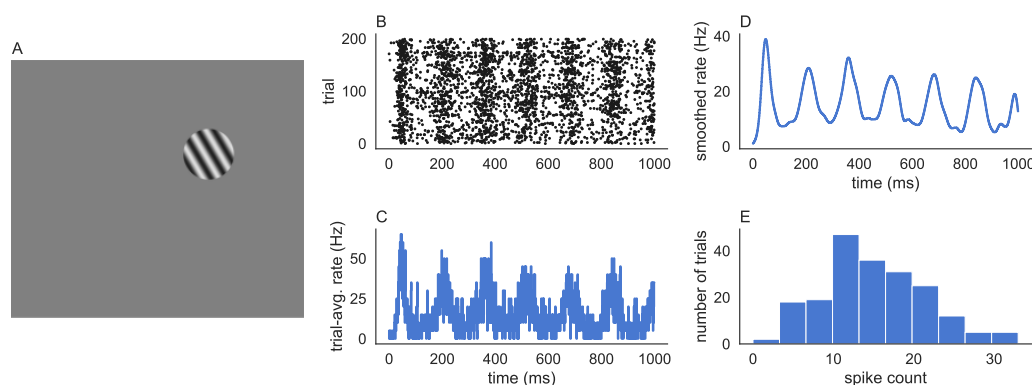 A
B
200
100
0
trial
0 200 400 600 800 1000
C
50
25
0
trial-avg. rate (Hz)
0 200 400 600 800 1000
time (ms)
D
40
20
0
smoothed rate (Hz)
0 200 400 600 800 1000
time (ms)
E
40
20
0
number of trials
0 10 20 30
spike count